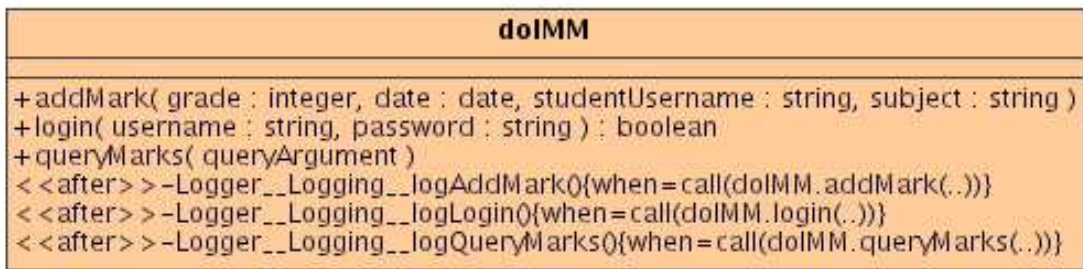 doIMM
+addMark( grade : integer, date : date, studentUsername : string, subject : string )
+login( username : string, password : string ) : boolean
+queryMarks( queryArgument )
<<after>>-Logger__Logging__logAddMark(){when=call(doIMM.addMark(..))}
<<after>>-Logger__Logging__logLogin(){when=call(doIMM.login(..))}
<<after>>-Logger__Logging__logQueryMarks(){when=call(doIMM.queryMarks(..))}